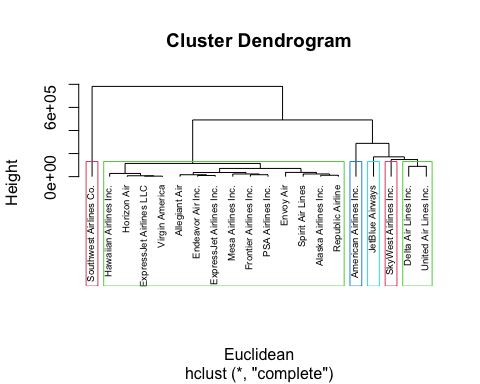 Cluster Dendrogram
Height
0e+00
6e+05
Southwest Airlines Co.
Hawaiian Airlines Inc.
Horizon Air
ExpressJet Airlines LLC
Virgin America
Allegiant Air
Endeavor Air Inc.
ExpressJet Airlines Inc.
Mesa Airlines Inc.
Frontier Airlines Inc.
PSA Airlines Inc.
Envoy Air
Spirit Air Lines
Alaska Airlines Inc.
Republic Airline
American Airlines Inc.
JetBlue Airways
SkyWest Airlines Inc.
Delta Air Lines Inc.
United Air Lines Inc.
Euclidean
hclust (*, "complete")